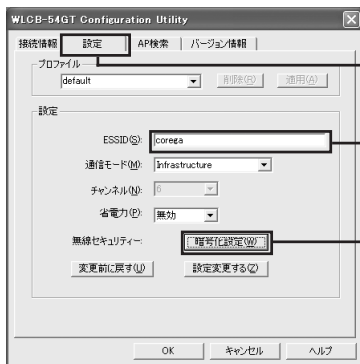 WLCB-54GT Configuration Utility
接続情報 設定 AP検索 バージョン情報
プロファイル
default 削除(R) 適用(A)
設定
ESSID(S): corega
通信モード(M): Infrastructure
チャンネル(N): 6
省電力(P): 無効
無線セキュリティー: 暗号化設定(W)
変更前に戻す(U) 設定変更する(Z)
OK キャンセル ヘルプ